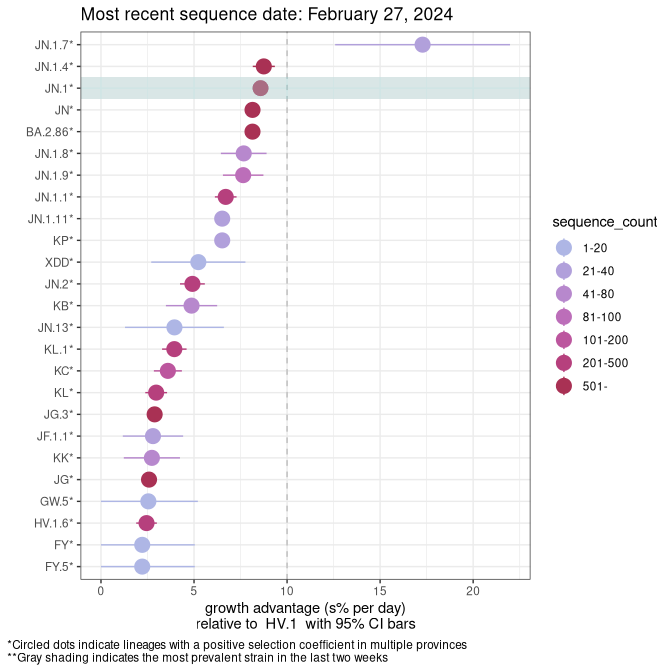 Most recent sequence date: February 27, 2024
JN.1.7*
JN.1.4*
JN.1*
JN*
BA.2.86*
JN.1.8*
JN.1.9*
JN.1.1*
JN.1.11*
KP*
XDD*
JN.2*
KB*
JN.13*
KL.1*
KC*
KL*
JG.3*
JF.1.1*
KK*
JG*
GW.5*
HV.1.6*
FY*
FY.5*
0 5 10 15 20
growth advantage (s% per day)
relative to HV.1 with 95% CI bars
sequence_count
1-20
21-40
41-80
81-100
101-200
201-500
501-
*Circled dots indicate lineages with a positive selection coefficient in multiple provinces
**Gray shading indicates the most prevalent strain in the last two weeks